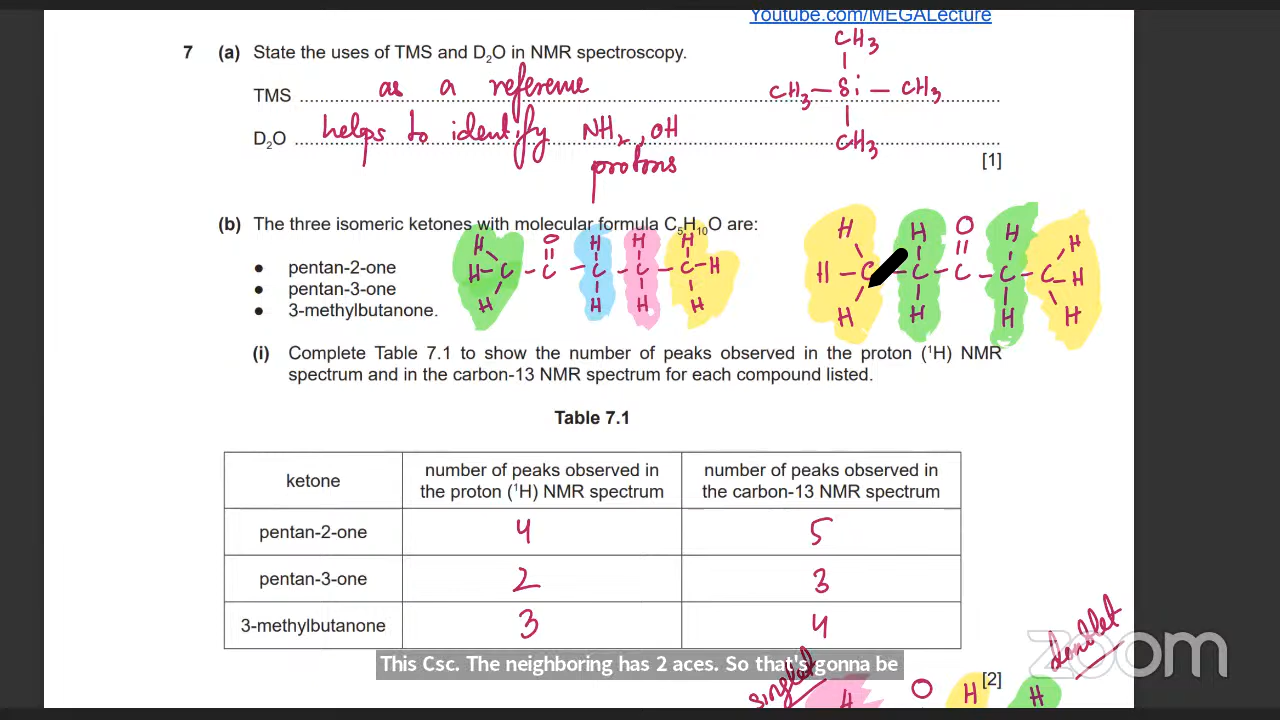 Youtube.com/MEGALecture
7 (a) State the uses of TMS and D2O in NMR spectroscopy.
TMS as a reference
D2O helps to identify NH2, OH
protons
[1]
CH3
CH3 – Si – CH3
CH3
(b) The three isomeric ketones with molecular formula C5H10O are:
• pentan-2-one
• pentan-3-one
• 3-methylbutanone.
H O H H H
H – C – C – C – C – C – H
H H H H
H H O H H
H – C – C – C – C – C – H
H H H H
(i) Complete Table 7.1 to show the number of peaks observed in the proton (1H) NMR
spectrum and in the carbon-13 NMR spectrum for each compound listed.
Table 7.1
ketone number of peaks observed in the proton (1H) NMR spectrum number of peaks observed in the carbon-13 NMR spectrum
pentan-2-one 4 5
pentan-3-one 2 3
3-methylbutanone 3 4
[2]
singlet
doublet
H O H H
zoom
This Csc. The neighboring has 2 aces. So that's gonna be